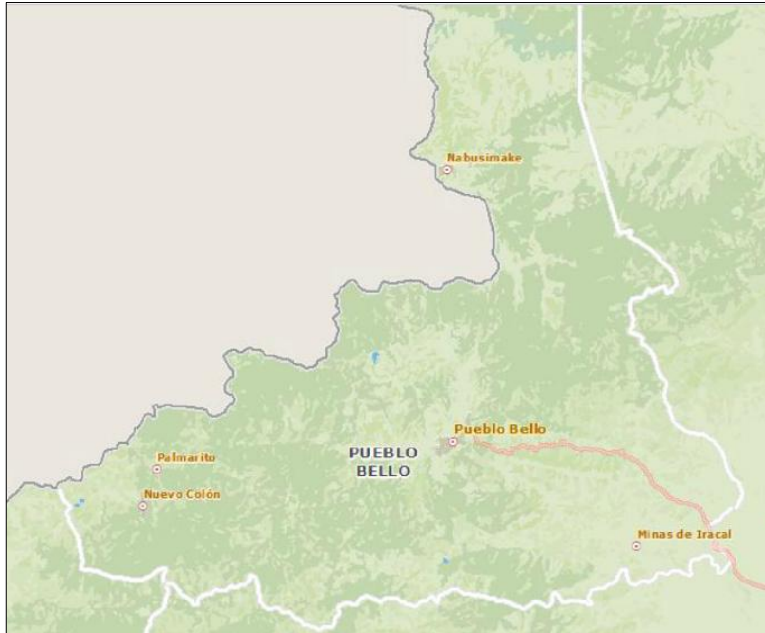 Nabusimake
Pueblo Bello
PUEBLO
BELLO
Palmarito
Nuevo Colón
Minas de Iracal